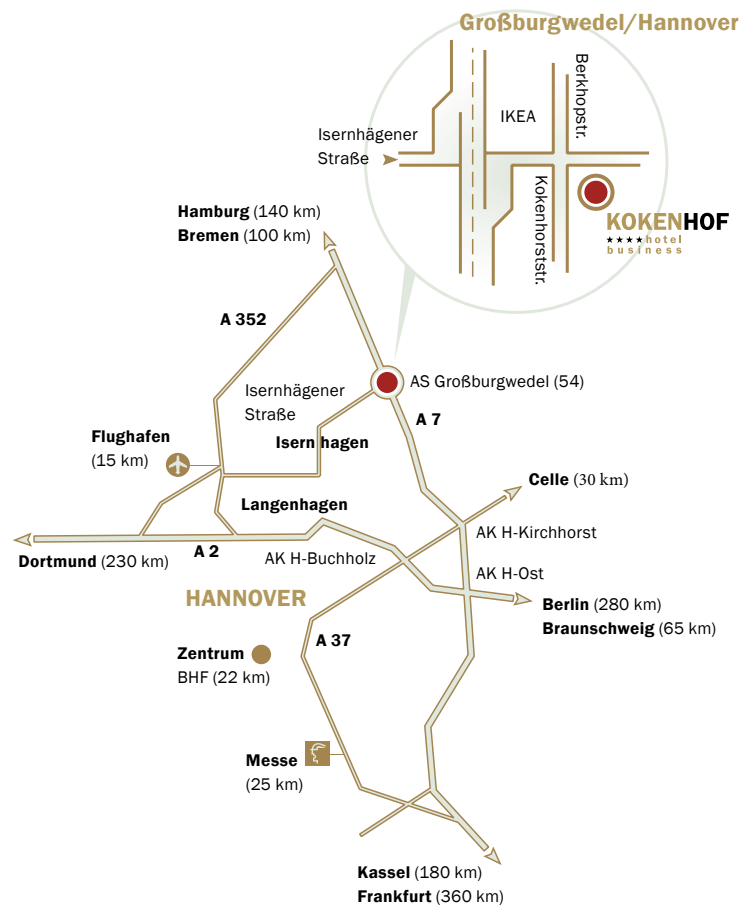 Großburgwedel/Hannover
Berkhopstr.
IKEA
Isernhägener
Straße
Kokenhorststr.
KOKENHOF
★★★★hotel
business
Hamburg (140 km)
Bremen (100 km)
A 352
AS Großburgwedel (54)
Isernhägener
Straße
A 7
Isernhagen
Flughafen
(15 km)
Celle (30 km)
Langenhagen
AK H-Kirchhorst
A 2
AK H-Buchholz
Dortmund (230 km)
AK H-Ost
HANNOVER
Berlin (280 km)
Braunschweig (65 km)
A 37
Zentrum
BHF (22 km)
Messe
(25 km)
Kassel (180 km)
Frankfurt (360 km)